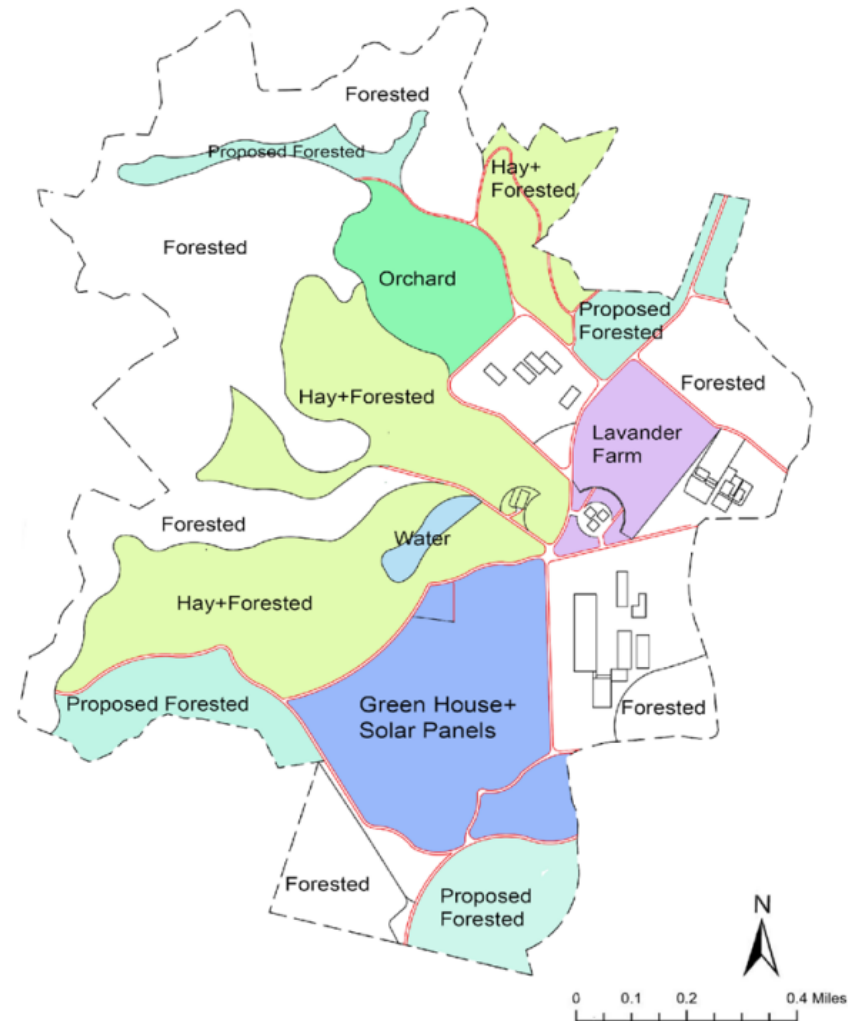 Forested
Proposed Forested
Hay+
Forested
Forested
Orchard
Proposed
Forested
Forested
Hay+Forested
Lavander
Farm
Forested
Water
Hay+Forested
Proposed Forested
Green House+
Solar Panels
Forested
Forested
Proposed
Forested
N
0 0.1 0.2 0.4 Miles